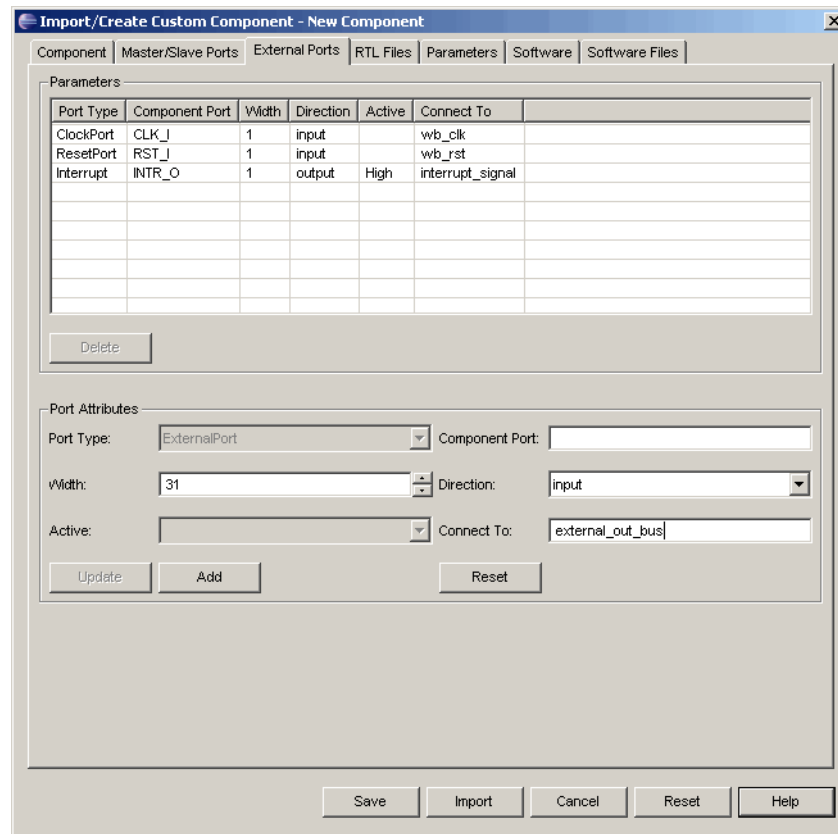 Import/Create Custom Component - New Component
Component Master/Slave Ports External Ports RTL Files Parameters Software Software Files
Parameters
Port Type Component Port Width Direction Active Connect To
ClockPort CLK_I 1 input wb_clk
ResetPort RST_I 1 input wb_rst
Interrupt INTR_O 1 output High interrupt_signal
Delete
Port Attributes
Port Type: ExternalPort Component Port:
Width: 31 Direction: input
Active: Connect To: external_out_bus
Update Add Reset
Save Import Cancel Reset Help